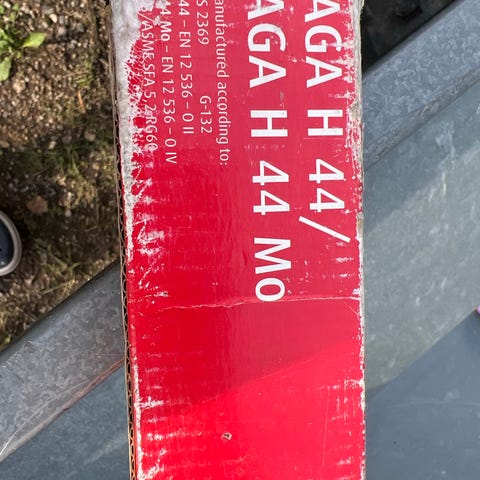 AGA H 44/
AGA H 44 Mo
anufactured according to:
S 2369 G-132
44 - EN 12 536 - O II
4 Mo - EN 12 536 - O IV
/ASME SFA 5,2 RG60